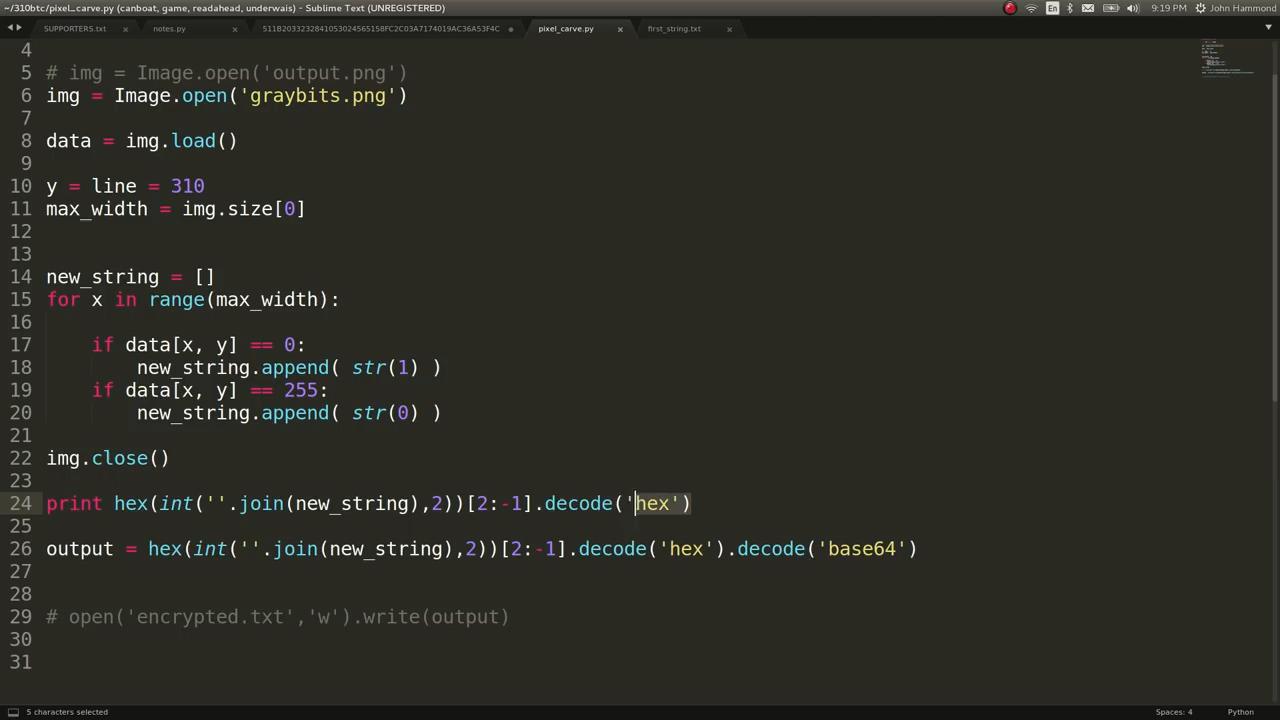 ~/310btc/pixel_carve.py (canboat, game, readahead, underwais) - Sublime Text (UNREGISTERED)
En
9:19 PM
John Hammond
SUPPORTERS.txt
notes.py
511B203323284105302456515 8FC2C03A7174019AC36A53F4C
pixel_carve.py
first_string.txt
4
5 # img = Image.open('output.png')
6 img = Image.open('graybits.png')
7
8 data = img.load()
9
10 y = line = 310
11 max_width = img.size[0]
12
13
14 new_string = []
15 for x in range(max_width):
16
17 if data[x, y] == 0:
18 new_string.append( str(1) )
19 if data[x, y] == 255:
20 new_string.append( str(0) )
21
22 img.close()
23
24 print hex(int(''.join(new_string),2))[2:-1].decode('hex')
25
26 output = hex(int(''.join(new_string),2))[2:-1].decode('hex').decode('base64')
27
28
29 # open('encrypted.txt','w').write(output)
30
31
5 characters selected
Spaces: 4
Python